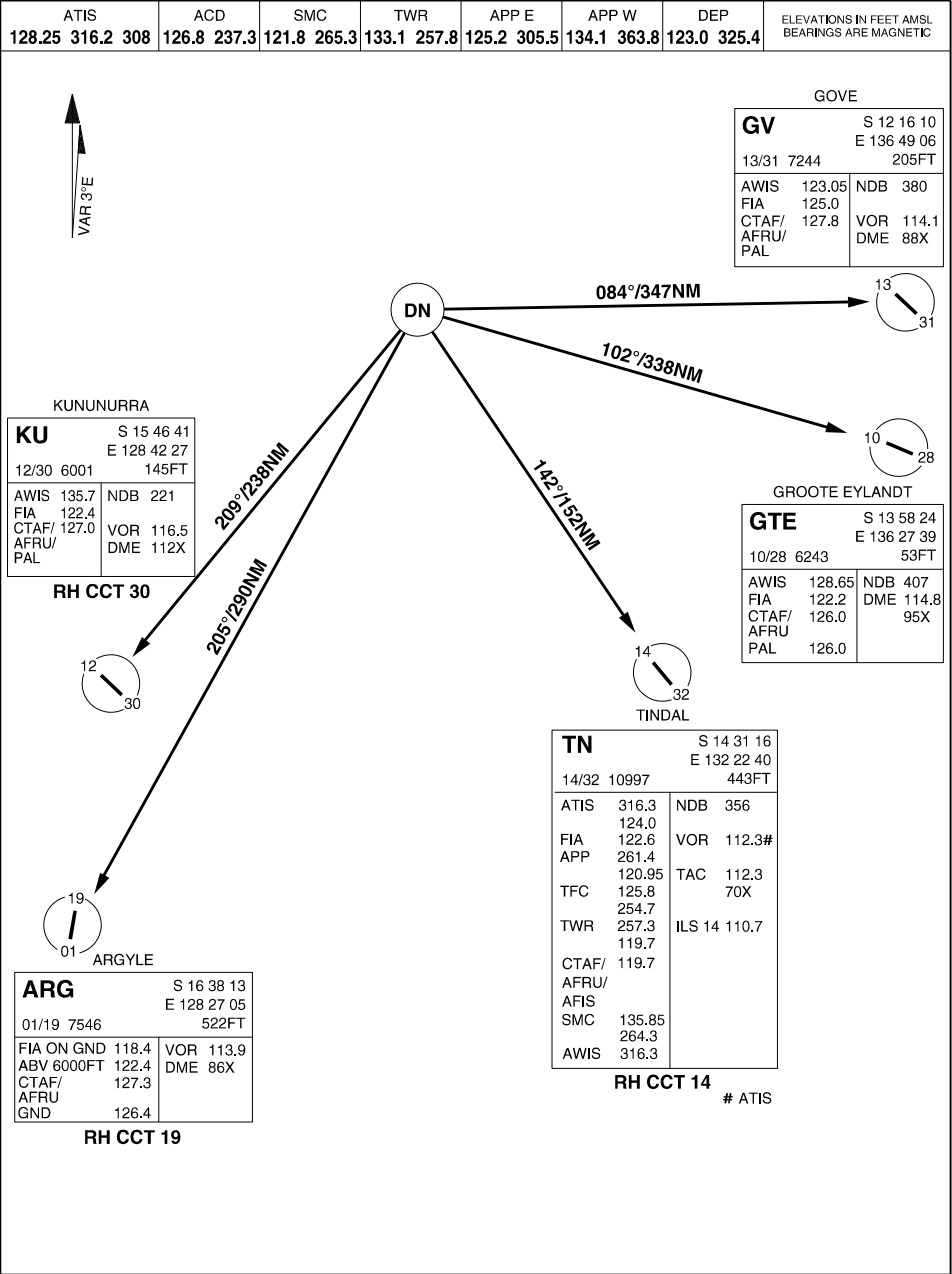 ATIS
128.25 316.2 308
ACD
126.8 237.3
SMC
121.8 265.3
TWR
133.1 257.8
APP E
125.2 305.5
APP W
134.1 363.8
DEP
123.0 325.4
ELEVATIONS IN FEET AMSL
BEARINGS ARE MAGNETIC
VAR 3°E
GOVE
GV S 12 16 10
E 136 49 06
13/31 7244 205FT
AWIS 123.05 NDB 380
FIA 125.0
CTAF/ 127.8 VOR 114.1
AFRU/ DME 88X
PAL
13
31
DN
084°/347NM
102°/338NM
142°/152NM
209°/238NM
205°/290NM
10
28
GROOTE EYLANDT
GTE S 13 58 24
E 136 27 39
10/28 6243 53FT
AWIS 128.65 NDB 407
FIA 122.2 DME 114.8
CTAF/ 126.0 95X
AFRU
PAL 126.0
KUNUNURRA
KU S 15 46 41
E 128 42 27
12/30 6001 145FT
AWIS 135.7 NDB 221
FIA 122.4
CTAF/ 127.0 VOR 116.5
AFRU/ DME 112X
PAL
RH CCT 30
12
30
14
32
TINDAL
TN S 14 31 16
E 132 22 40
14/32 10997 443FT
ATIS 316.3 NDB 356
124.0
FIA 122.6 VOR 112.3#
APP 261.4
120.95 TAC 112.3
TFC 125.8 70X
254.7
TWR 257.3 ILS 14 110.7
119.7
CTAF/ 119.7
AFRU/
AFIS
SMC 135.85
264.3
AWIS 316.3
RH CCT 14
# ATIS
19
01
ARGYLE
ARG S 16 38 13
E 128 27 05
01/19 7546 522FT
FIA ON GND 118.4 VOR 113.9
ABV 6000FT 122.4 DME 86X
CTAF/ 127.3
AFRU
GND 126.4
RH CCT 19